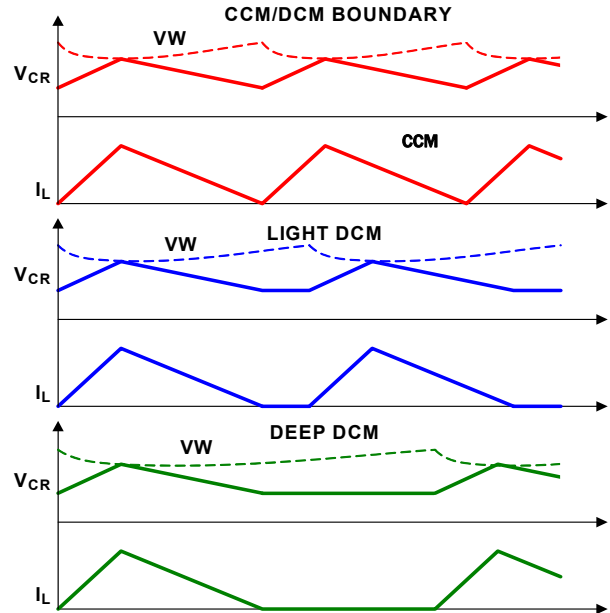 CCM/DCM BOUNDARY
VW
VCR
CCM
IL
LIGHT DCM
VW
VCR
IL
DEEP DCM
VW
VCR
IL